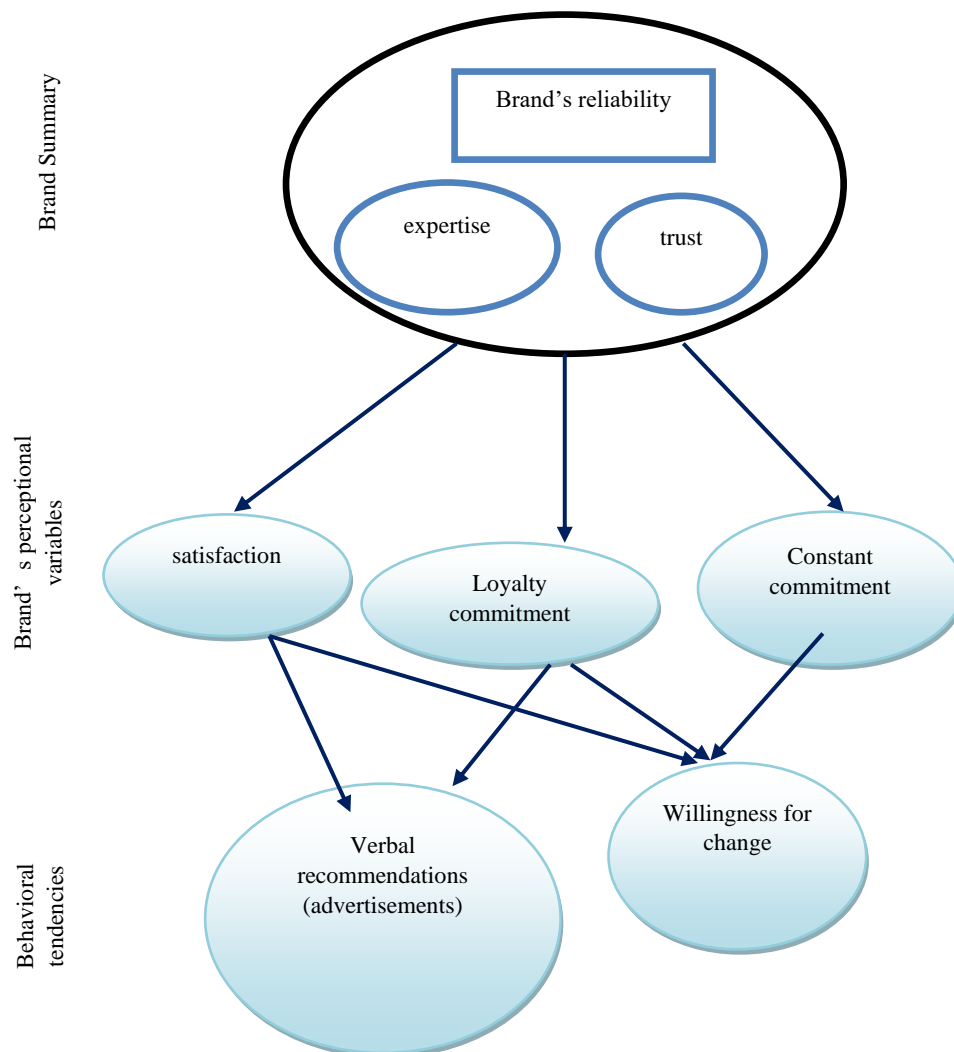 Brand Summary
Brand's reliability
expertise
trust
Brand' s perceptional
variables
satisfaction
Loyalty
commitment
Constant
commitment
Behavioral
tendencies
Verbal
recommendations
(advertisements)
Willingness for
change